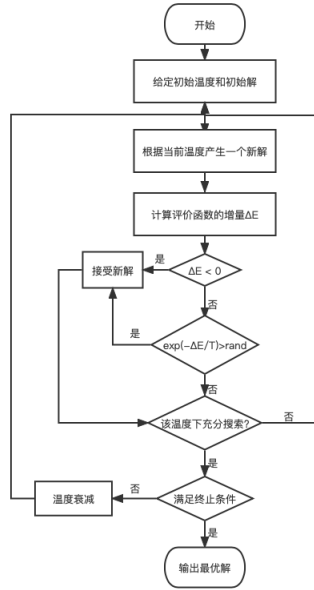 开始
给定初始温度和初始解
根据当前温度产生一个新解
计算评价函数的增量ΔE
接受新解
是
ΔE < 0
否
是
exp(-ΔE/T)>rand
否
该温度下充分搜索?
否
是
温度衰减
否
满足终止条件
是
输出最优解